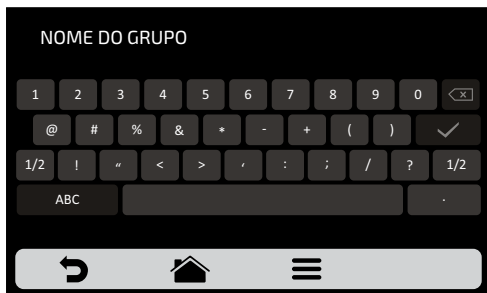 NOME DO GRUPO
1 2 3 4 5 6 7 8 9 0
@ # % & * - + ( ) 
1/2 ! “ < > ‘ : ; / ? 1/2
ABC .